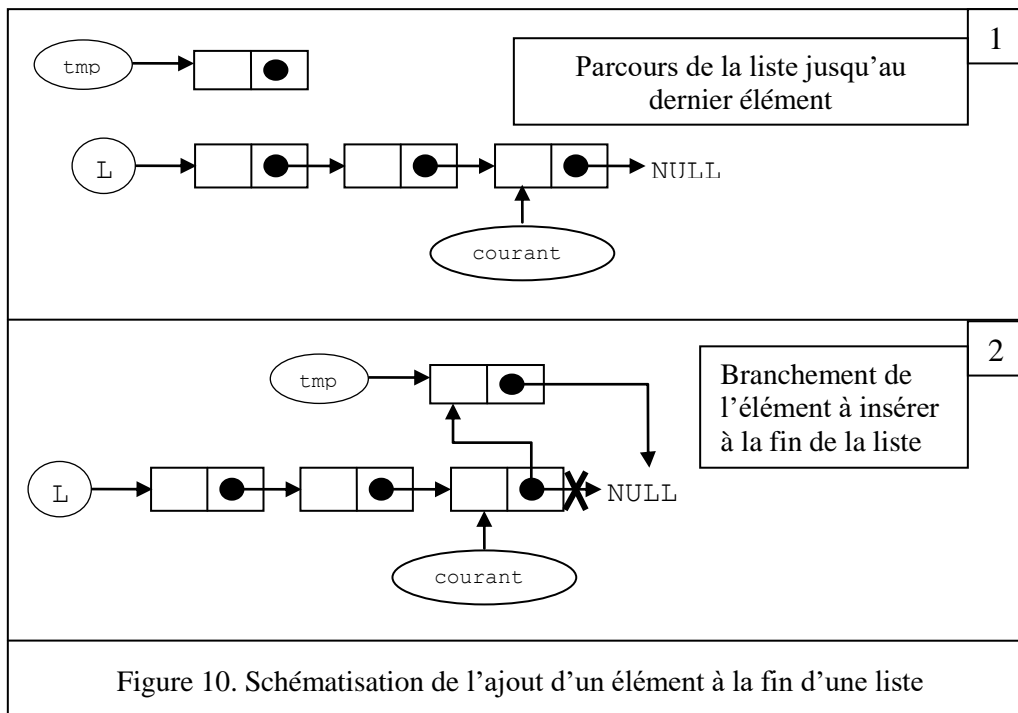 1
tmp
Parcours de la liste jusqu’au
dernier élément
L
NULL
courant
2
tmp
Branchement de
l’élément à insérer
à la fin de la liste
L
NULL
courant
Figure 10. Schématisation de l’ajout d’un élément à la fin d’une liste